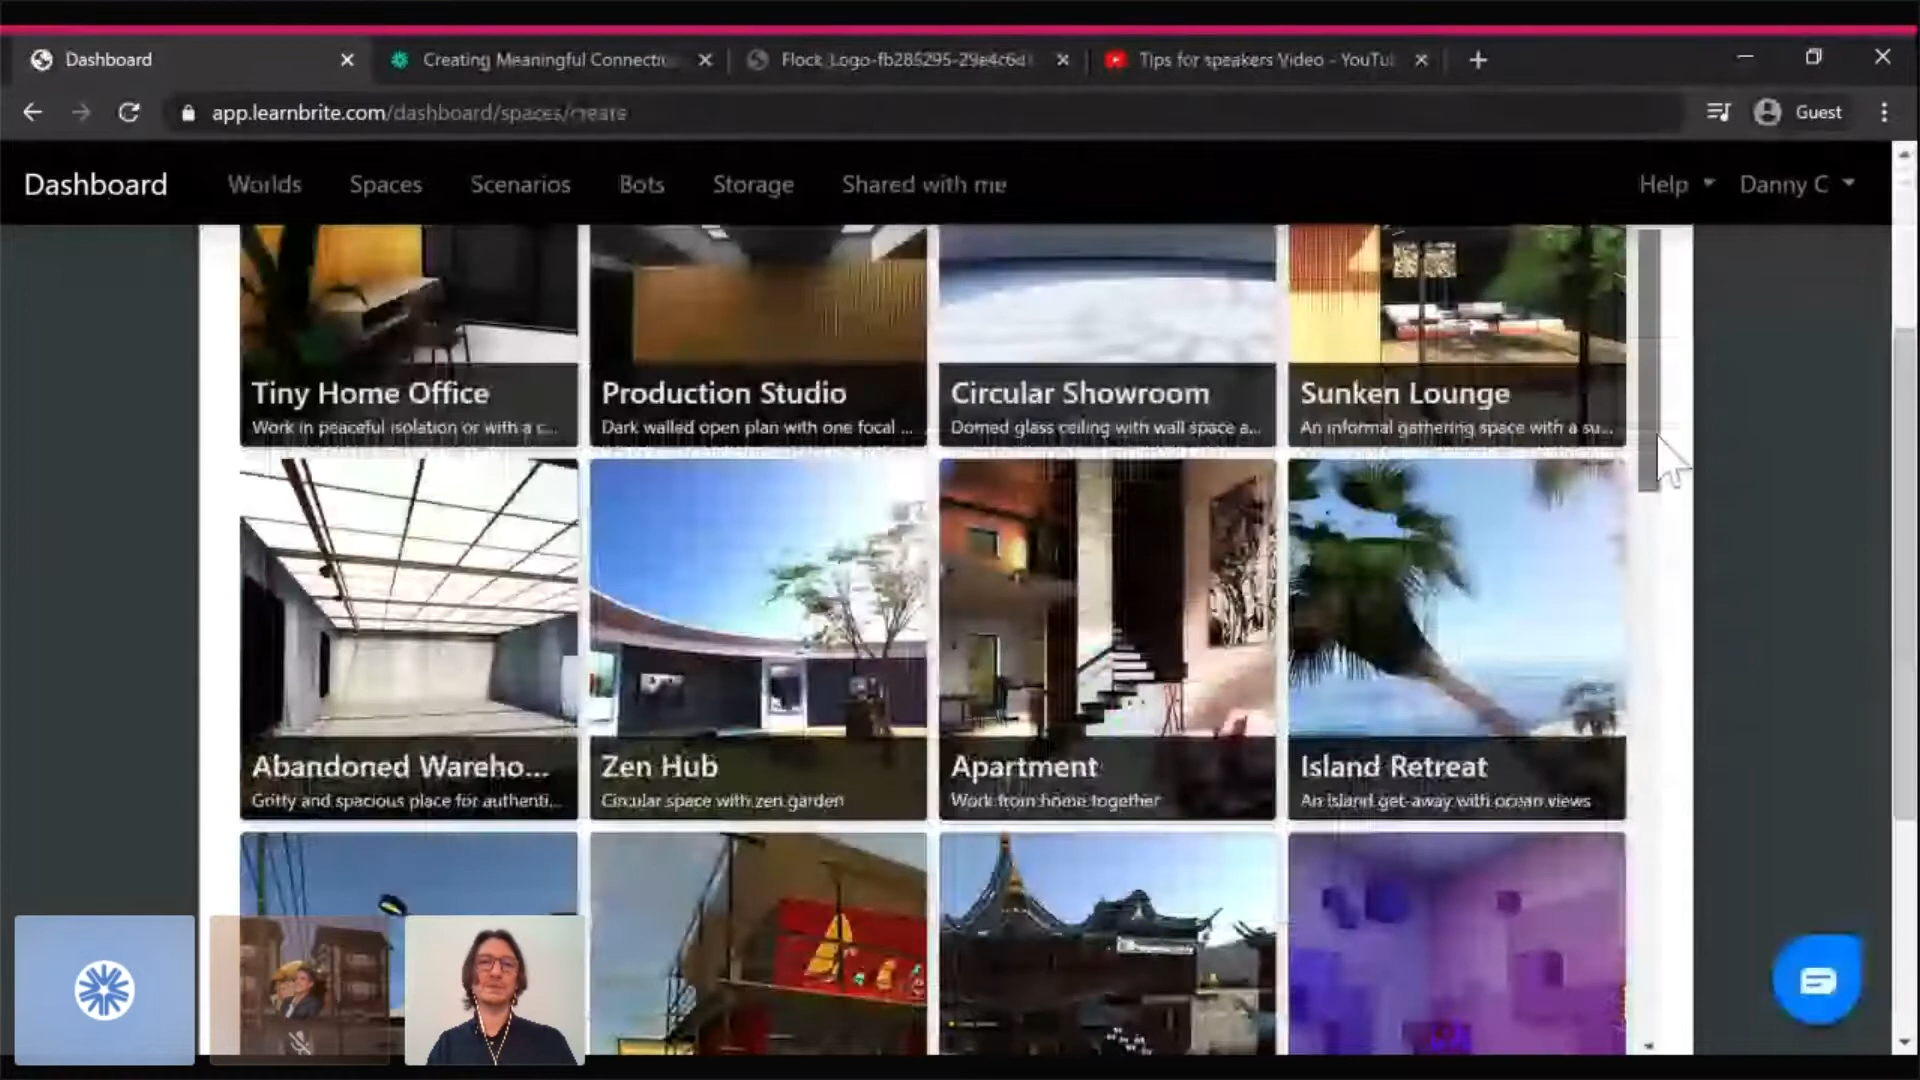 Dashboard
Creating Meaningful Connectio
Flock_Logo-fb285295-29e4c6d
Tips for speakers Video - YouTu
app.learnbrite.com/dashboard/spaces/create
Guest
Dashboard
Worlds
Spaces
Scenarios
Bots
Storage
Shared with me
Help
Danny C
Tiny Home Office
Work in peaceful isolation or with a c...
Production Studio
Dark walled open plan with one focal ...
Circular Showroom
Domed glass ceiling with wall space a...
Sunken Lounge
An informal gathering space with a su...
Abandoned Wareho...
Gritty and spacious place for authenti...
Zen Hub
Circular space with zen garden
Apartment
Work from home together
Island Retreat
An island get-away with ocean views